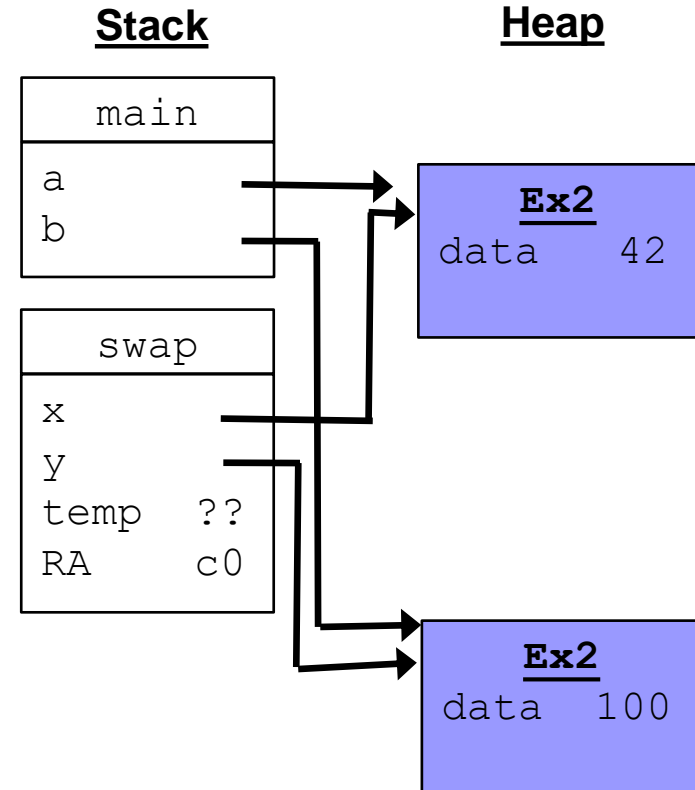 Stack
main
a
b
swap
x
y
temp ??
RA c0
Heap
Ex2
data 42
Ex2
data 100